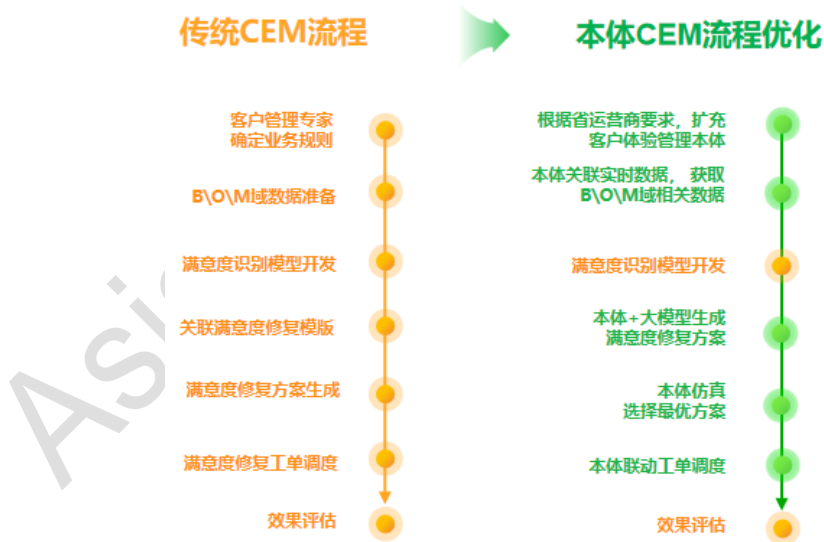 传统CEM流程
本体CEM流程优化
客户管理专家
确定业务规则
B\O\M域数据准备
满意度识别模型开发
关联满意度修复模版
满意度修复方案生成
满意度修复工单调度
效果评估
根据省运营商要求，扩充
客户体验管理本体
本体关联实时数据，获取
B\O\M域相关数据
满意度识别模型开发
本体+大模型生成
满意度修复方案
本体仿真
选择最优方案
本体联动工单调度
效果评估
Asi